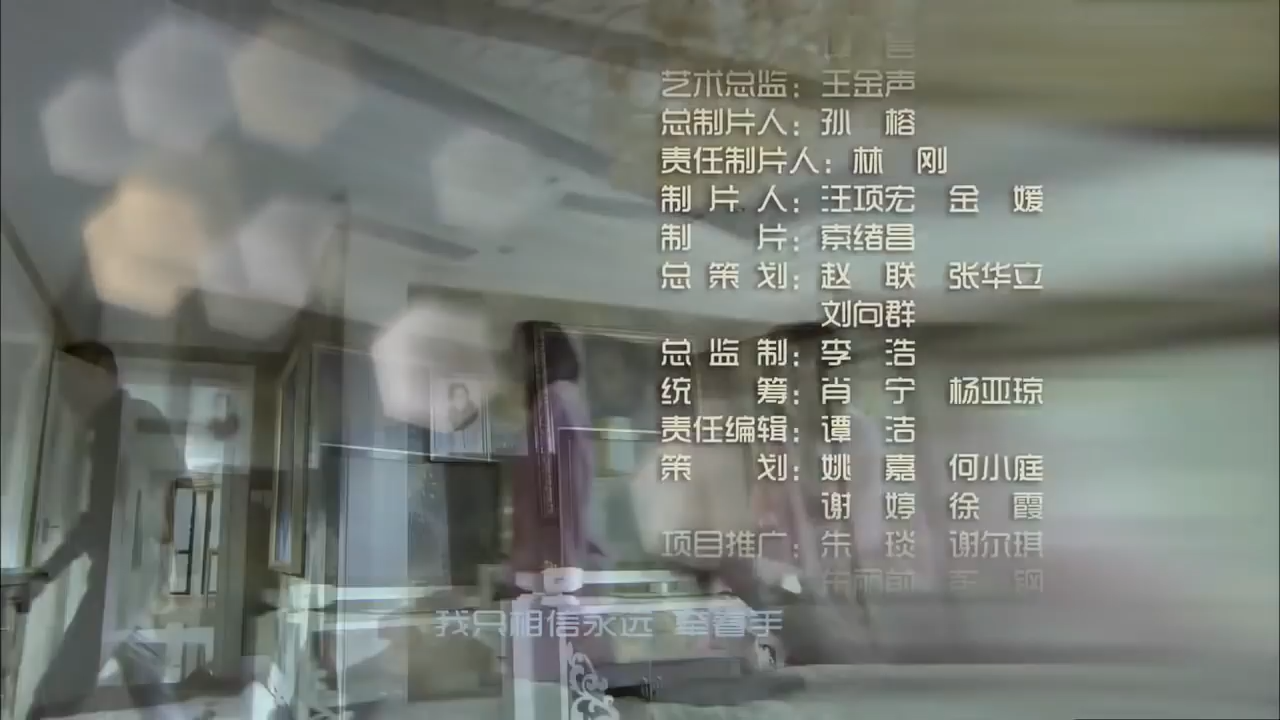 艺术总监：王金声
总制片人：孙 榕
责任制片人：林 刚
制 片 人：汪项宏 金 媛
制 片：索绪昌
总 策 划：赵 联 张华立
刘向群
总 监 制：李 浩
统 筹：肖 宁 杨亚琼
责任编辑：谭 洁
策 划：姚 嘉 何小庭
谢 婷 徐 霞
项目推广：朱 琰 谢尔琪
我只相信永远 牵着手